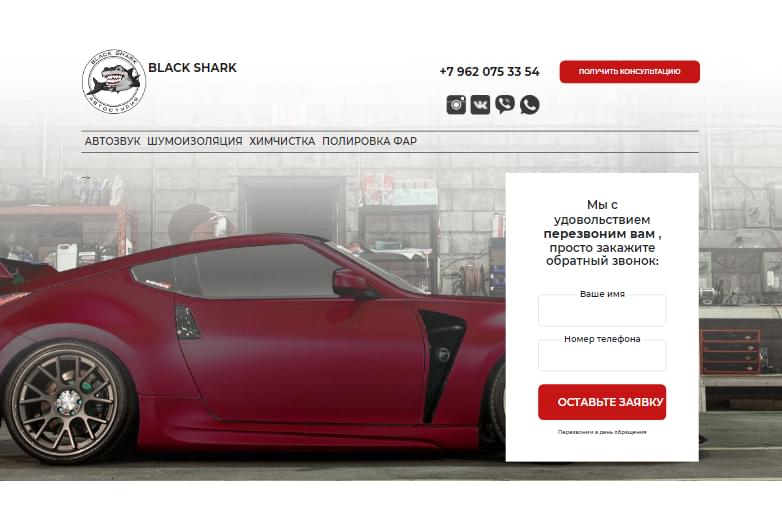 BLACK SHARK
АВТОСТУДИЯ
BLACK SHARK
+7 962 075 33 54
ПОЛУЧИТЬ КОНСУЛЬТАЦИЮ
АВТОЗВУК ШУМОИЗОЛЯЦИЯ ХИМЧИСТКА ПОЛИРОВКА ФАР
Мы с
удовольствием
перезвоним вам ,
просто закажите
обратный звонок:
Ваше имя
Номер телефона
ОСТАВЬТЕ ЗАЯВКУ
Перезвоним в день обращения